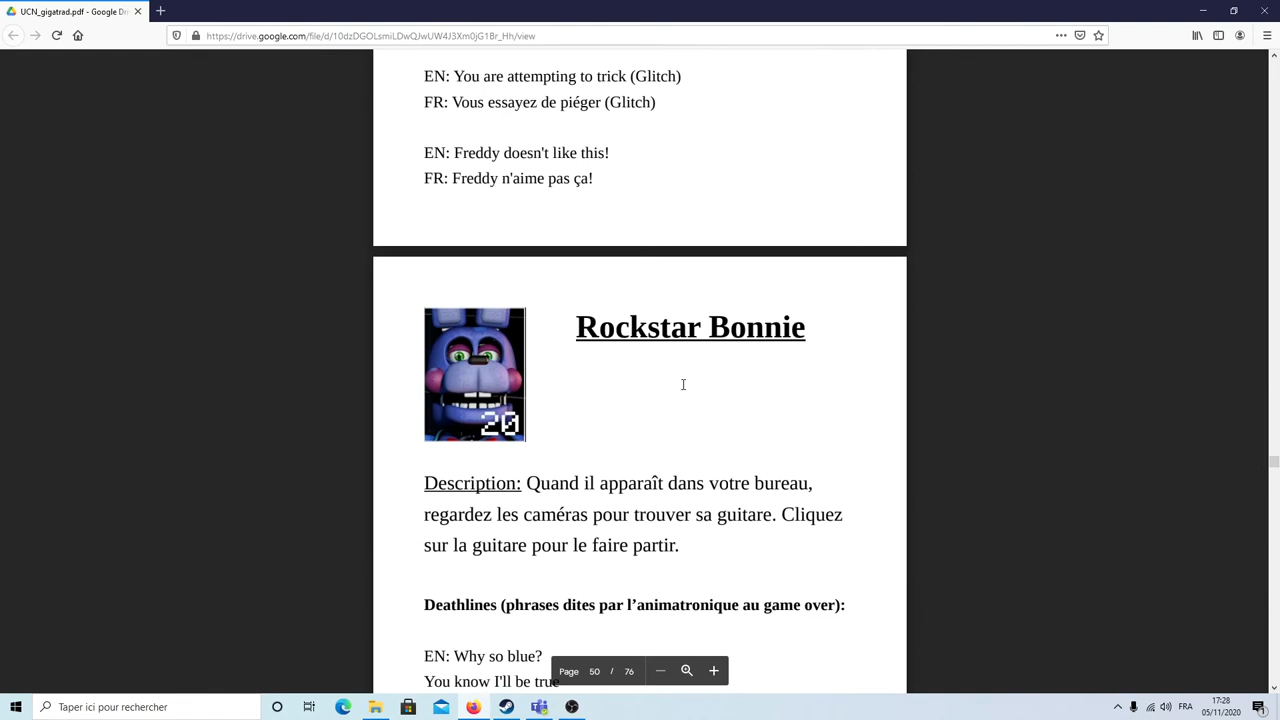 UCN_gigatrad.pdf - Google Dri
https://drive.google.com/file/d/10dzDGOLsmiLDwQJwUW4J3Xm0jG1Br_Hh/view
EN: You are attempting to trick (Glitch)
FR: Vous essayez de piéger (Glitch)
EN: Freddy doesn't like this!
FR: Freddy n'aime pas ça!
Rockstar Bonnie
20
Description: Quand il apparaît dans votre bureau,
regardez les caméras pour trouver sa guitare. Cliquez
sur la guitare pour le faire partir.
Deathlines (phrases dites par l’animatronique au game over):
EN: Why so blue?
You know I'll be true
Page 50 / 76
Taper ici pour rechercher
FRA
17:28
05/11/2020
1